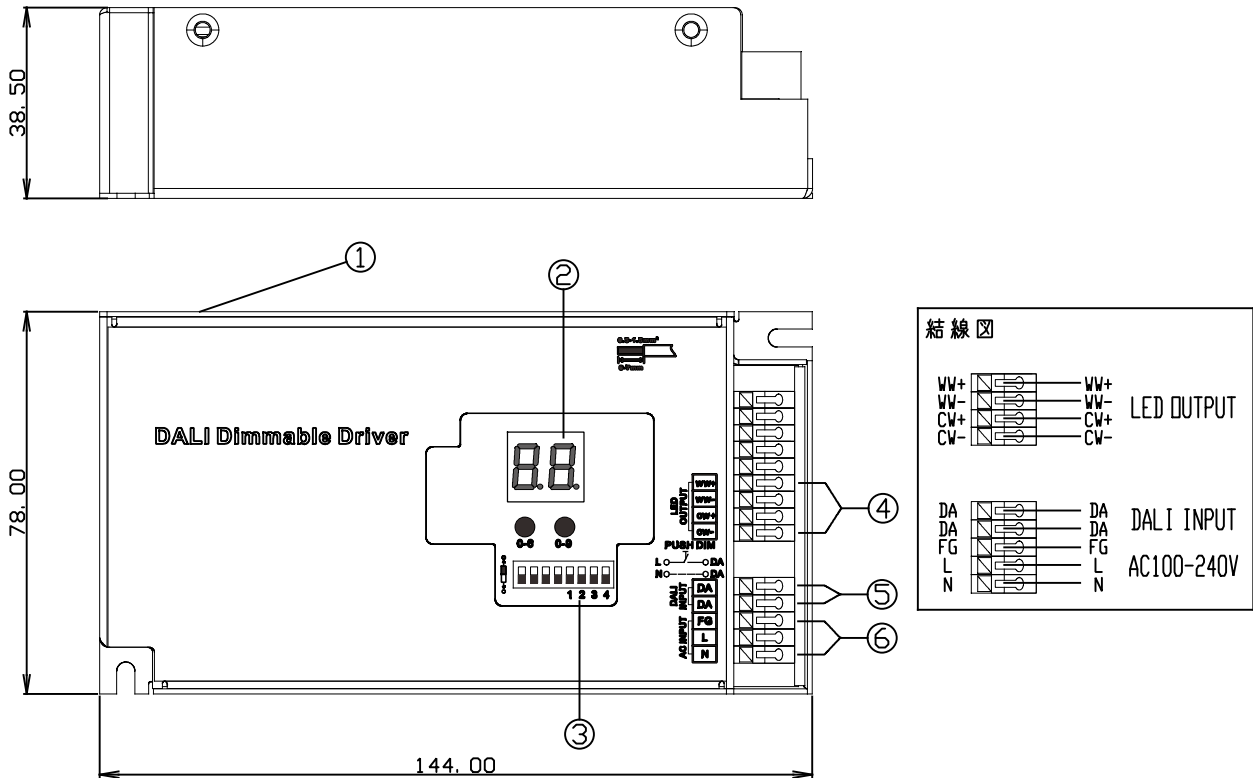 38.50
①
②
0.5-1.5mm²
DALI Dimmable Driver
WW+
WW-
CW+
CW-
LED
OUTPUT
④
0-9
PUSH DIM
L
DA
N
DA
1 2 3 4
DALI
INPUT
DA
DA
⑤
AC INPUT
FG
L
N
⑥
③
78.00
144.00
結線図
WW+ WW+
WW- WW-
CW+ CW+
CW- CW-
LED OUTPUT
DA DA
DA DA
FG FG
L L
N N
DALI INPUT
AC100-240V